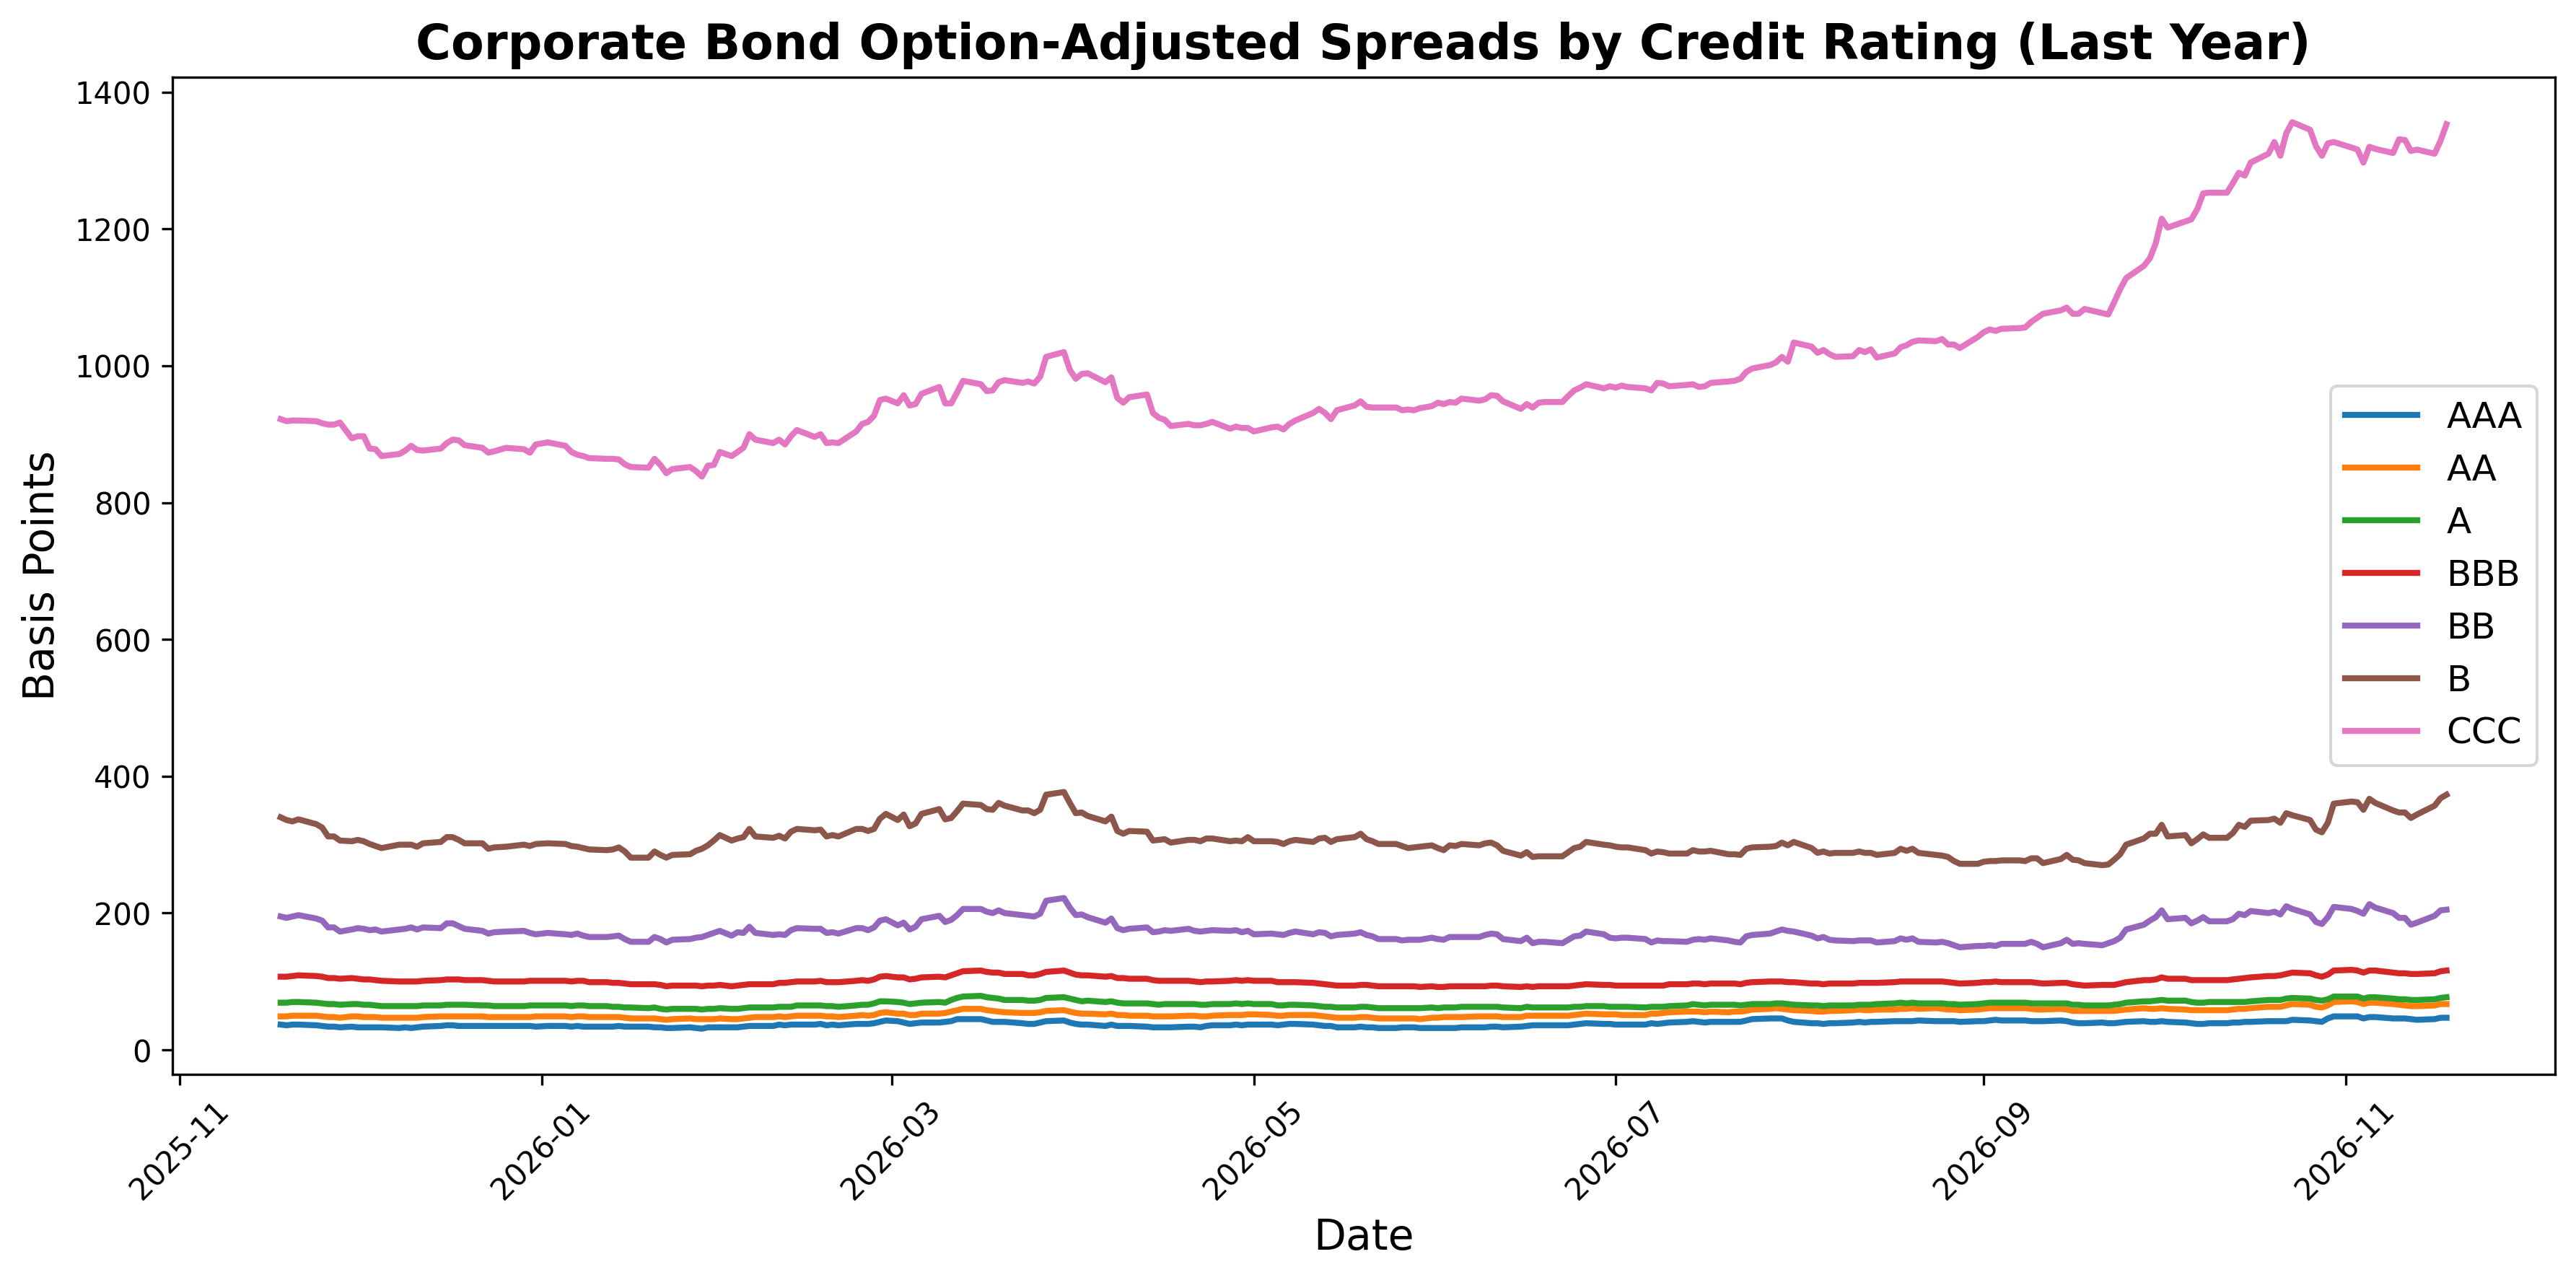 Corporate Bond Option-Adjusted Spreads by Credit Rating (Last Year)
Basis Points
1400
1200
1000
800
600
400
200
0
AAA
AA
A
BBB
BB
B
CCC
2025-11
2026-01
2026-03
2026-05
2026-07
2026-09
2026-11
Date